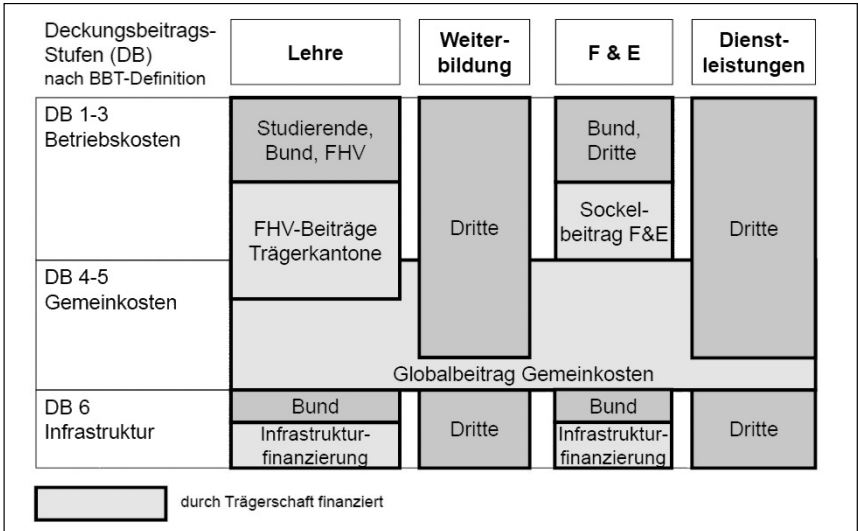 Deckungsbeitrags-
Stufen (DB)
nach BBT-Definition
Lehre
Weiter-
bildung
F & E
Dienst-
leistungen
DB 1-3
Betriebskosten
Studierende,
Bund, FHV
FHV-Beiträge
Trägerkantone
Dritte
Bund,
Dritte
Sockel-
beitrag F&E
Dritte
DB 4-5
Gemeinkosten
Globalbeitrag Gemeinkosten
DB 6
Infrastruktur
Bund
Infrastruktur-
finanzierung
Dritte
Bund
Infrastruktur-
finanzierung
Dritte
durch Trägerschaft finanziert